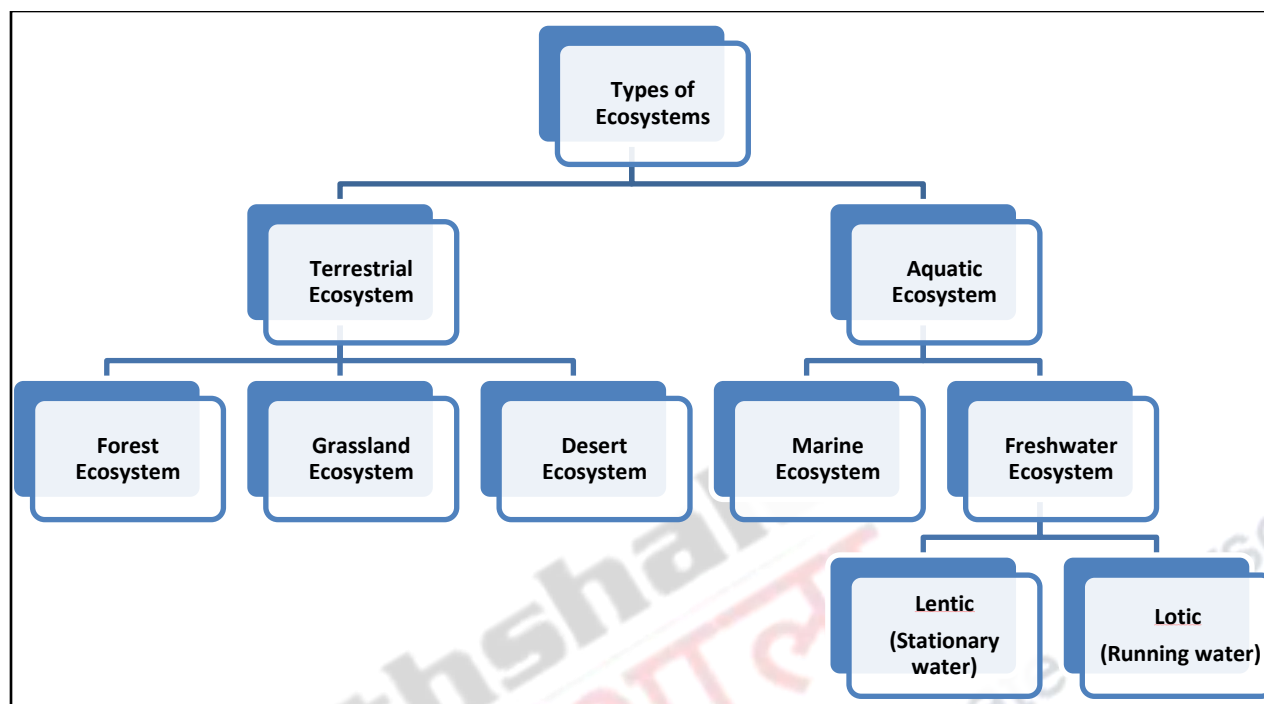 Types of
Ecosystems
Terrestrial
Ecosystem
Aquatic
Ecosystem
Forest
Ecosystem
Grassland
Ecosystem
Desert
Ecosystem
Marine
Ecosystem
Freshwater
Ecosystem
Lentic
(Stationary
water)
Lotic
(Running water)